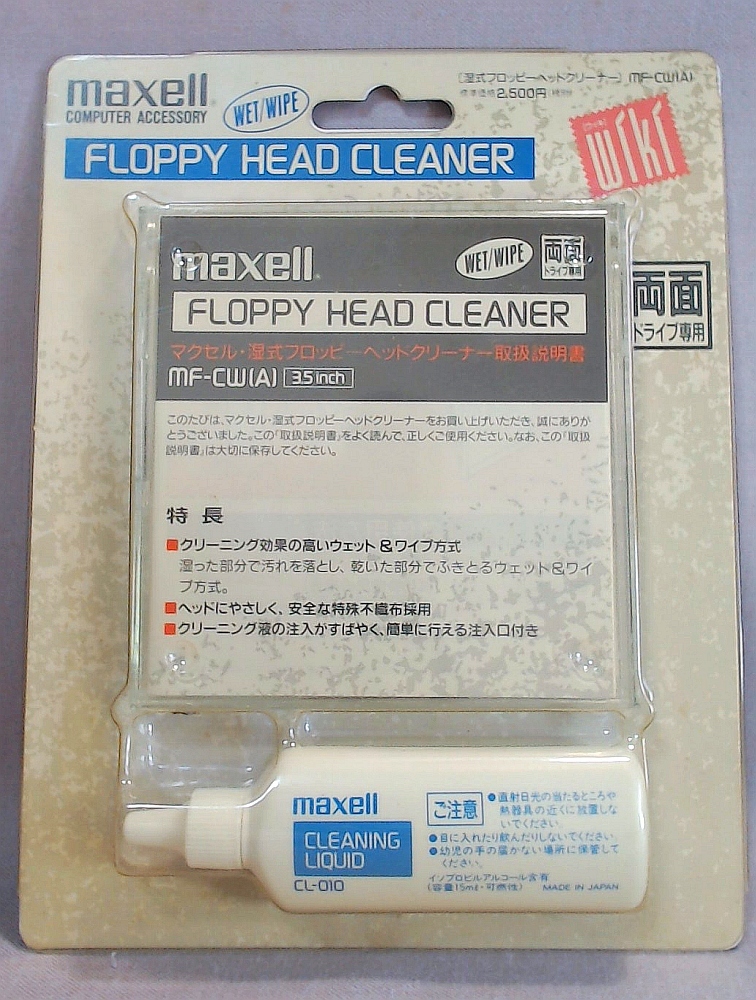 maxell
COMPUTER ACCESSORY
WET/WIPE
〔湿式フロッピーヘッドクリーナー〕 MF-CW(A)
標準価格2,500円
FLOPPY HEAD CLEANER
wiki
両面
ドライブ専用
maxell
WET/WIPE
両面
ドライブ専用
FLOPPY HEAD CLEANER
マクセル・湿式フロッピーヘッドクリーナー取扱説明書
MF-CW(A) 3.5 inch
このたびは、マクセル・湿式フロッピーヘッドクリーナーをお買い上げいただき、誠にありが
とうございました。この「取扱説明書」をよく読んで、正しくご使用ください。なお、この「取扱
説明書」は大切に保存してください。
特長
■クリーニング効果の高いウェット&ワイプ方式
湿った部分で汚れを落とし、乾いた部分でふきとるウェット&ワイ
プ方式。
■ヘッドにやさしく、安全な特殊不織布採用
■クリーニング液の注入がすばやく、簡単に行える注入口付き
maxell
CLEANING
LIQUID
CL-010
ご注意
●直射日光の当たるところや
熱器具の近くに放置しな
いでください。
●目に入れたり飲んだりしないでください。
●幼児の手の届かない場所に保管して
ください。
イソプロピルアルコール含有
(容量15ml・可燃性) MADE IN JAPAN